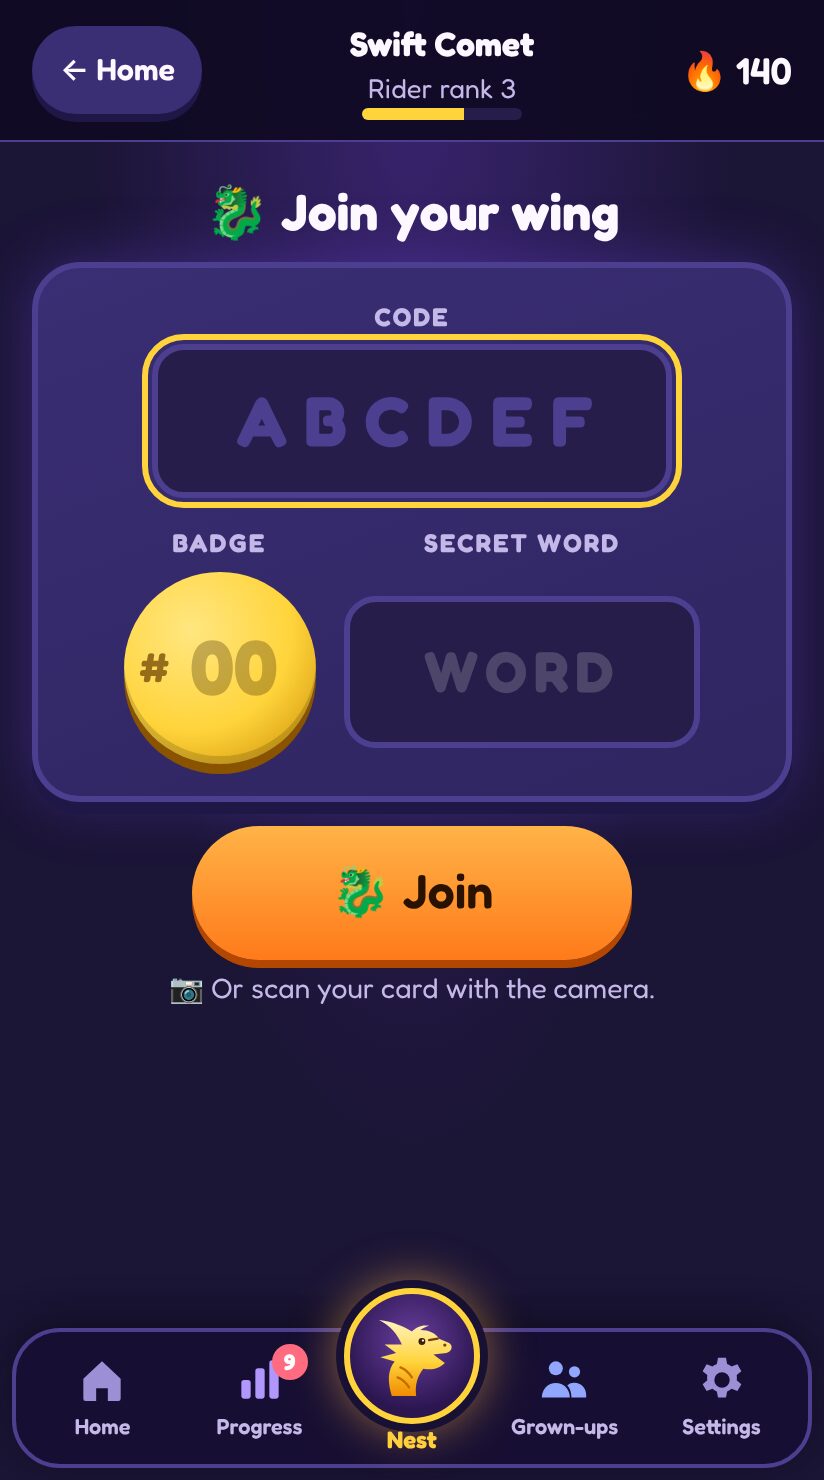 ← Home
Swift Comet
Rider rank 3
140
Join your wing
CODE
ABCDEF
BADGE
SECRET WORD
# 00
WORD
Join
Or scan your card with the camera.
9
Home
Progress
Nest
Grown-ups
Settings